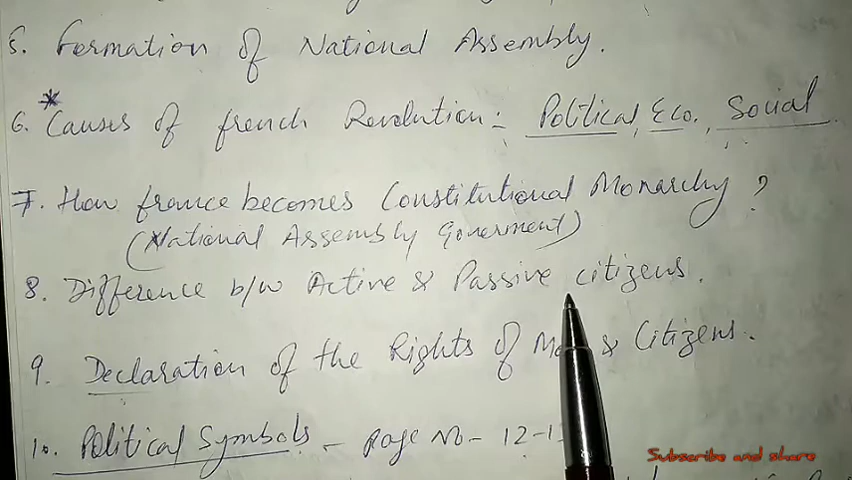 5. Formation of National Assembly.
6. *Causes of french Revolution:- Political, Eco., Social
7. How france becomes Constitutional Monarchy?
(National Assembly Goverment)
8. Difference b/w Active & Passive citizens.
9. Declaration of the Rights of & Citizens.
10. Political Symbols - Page No - 12-1
Subscribe and share